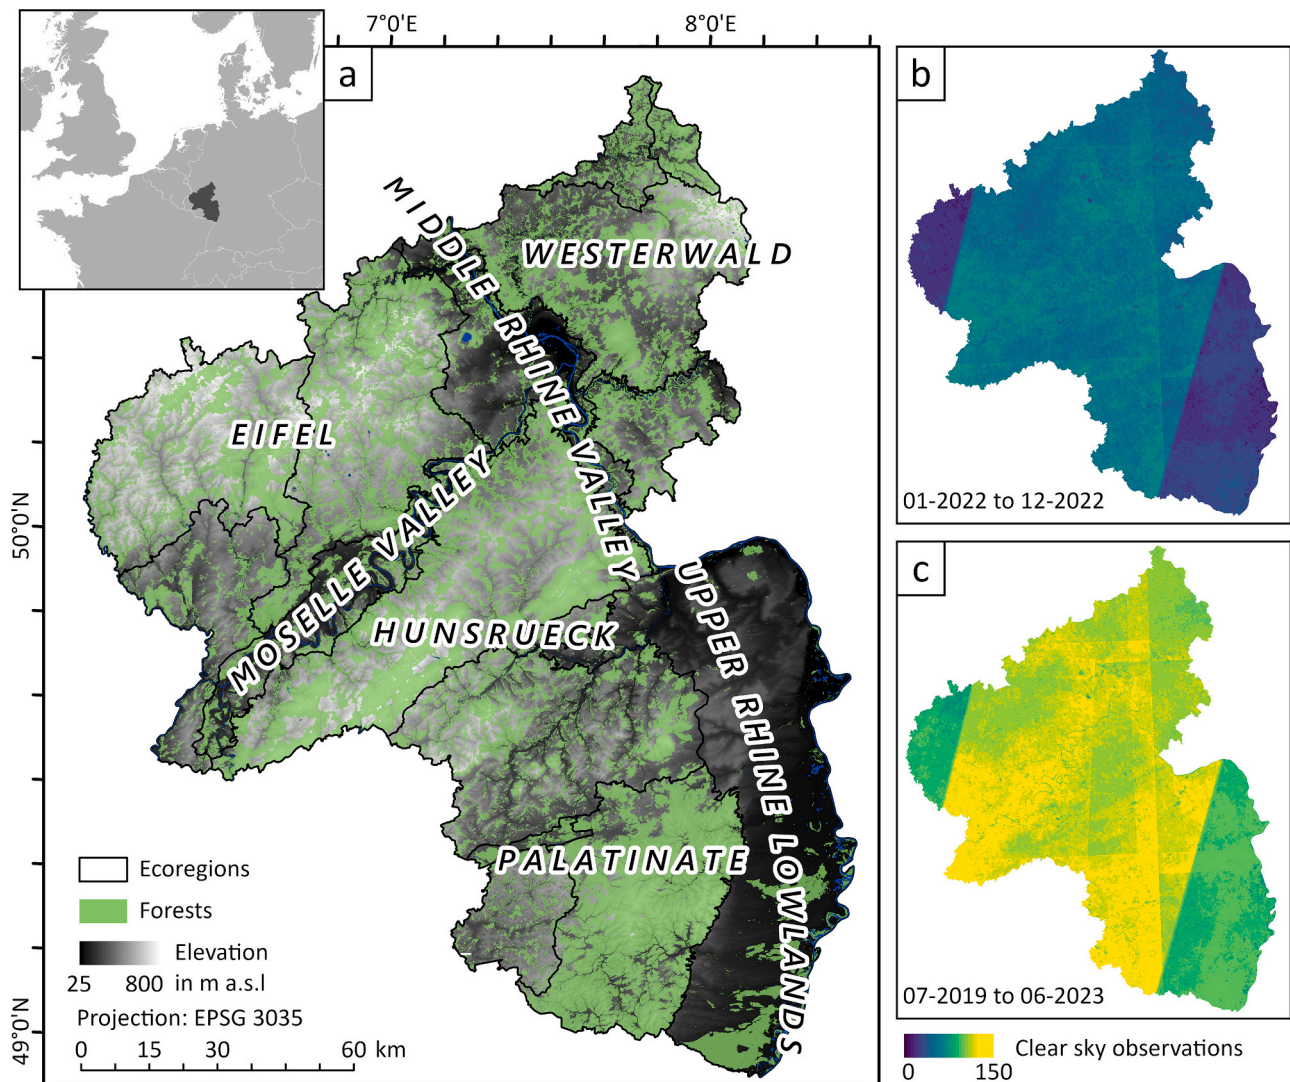 7°0'E
8°0'E
a
b
MIDDLE RHINE VALLEY
WESTERWALD
EIFEL
01-2022 to 12-2022
MOSELLE VALLEY
50°0'N
UPPER RHINE LOWLANDS
c
HUNSRUECK
PALATINATE
Ecoregions
Forests
Elevation
25 800 in m a.s.l
07-2019 to 06-2023
49°0'N
Projection: EPSG 3035
0 15 30 60 km
Clear sky observations
0 150